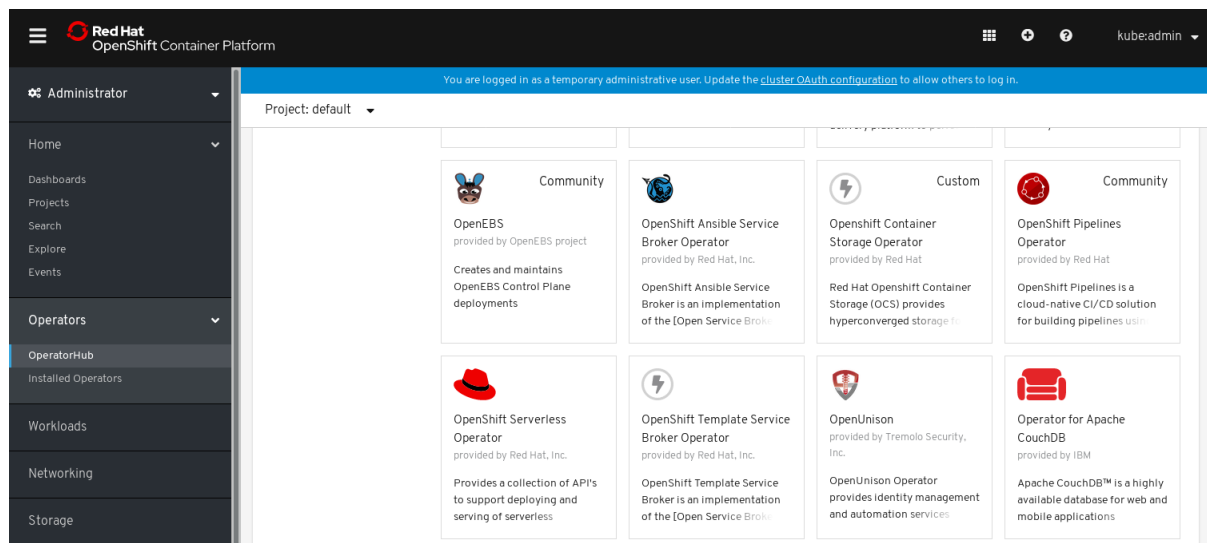 Red Hat
OpenShift Container Platform
kube:admin
You are logged in as a temporary administrative user. Update the cluster OAuth configuration to allow others to log in.
Administrator
Project: default
Home
Dashboards
Projects
Search
Explore
Events
Operators
OperatorHub
Installed Operators
Workloads
Networking
Storage
Community
OpenEBS
provided by OpenEBS project
Creates and maintains
OpenEBS Control Plane
deployments
OpenShift Ansible Service
Broker Operator
provided by Red Hat, Inc.
OpenShift Ansible Service
Broker is an implementation
of the [Open Service Broke
Custom
Openshift Container
Storage Operator
provided by Red Hat
Red Hat Openshift Container
Storage (OCS) provides
hyperconverged storage
Community
OpenShift Pipelines
Operator
provided by Red Hat
OpenShift Pipelines is a
cloud-native CI/CD solution
for building pipelines
OpenShift Serverless
Operator
provided by Red Hat, Inc.
Provides a collection of API's
to support deploying and
serving of serverless
OpenShift Template Service
Broker Operator
provided by Red Hat, Inc.
OpenShift Template Service
Broker is an implementation
of the [Open Service Broke
OpenUnison
provided by Tremolo Security,
Inc.
OpenUnison Operator
provides identity management
and automation services
Operator for Apache
CouchDB
provided by IBM
Apache CouchDB™ is a highly
available database for web and
mobile applications